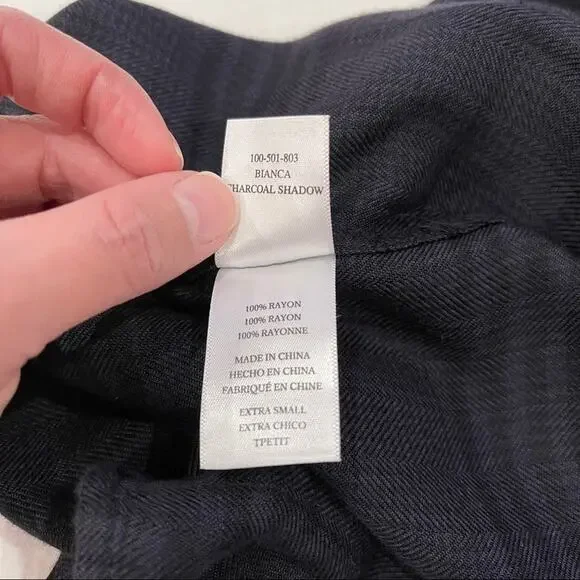 100-501-803
BIANCA
CHARCOAL SHADOW
100% RAYON
100% RAYON
100% RAYONNE
MADE IN CHINA
HECHO EN CHINA
FABRIQUÉ EN CHINE
EXTRA SMALL
EXTRA CHICO
TPETIT